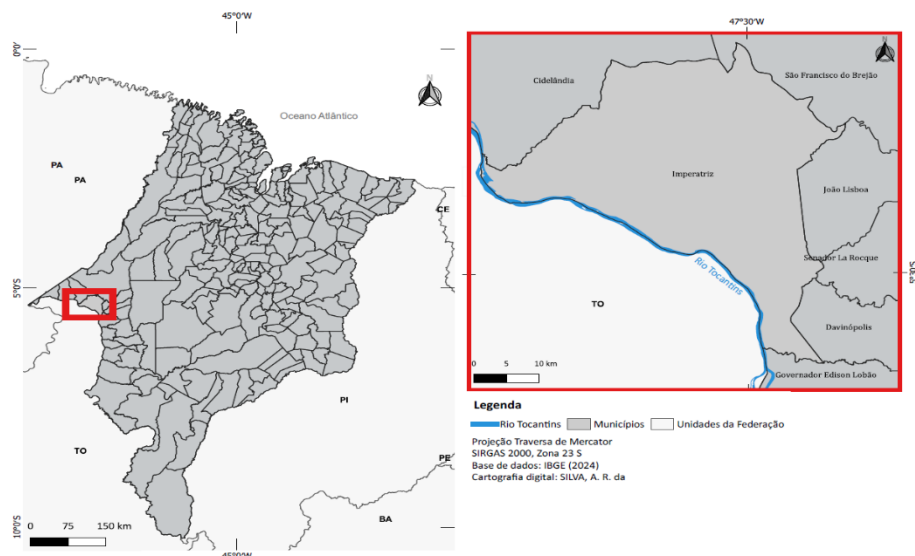 45°0'W
0°0'
N
Oceano Atlântico
PA
PA
CE
5°0'S
PI
TO
PE
BA
10°0'S
0 75 150 km
45°0'W
47°30'W
N
Cidelândia
São Francisco do Brejão
Imperatriz
João Lisboa
Senador La Rocque
Rio Tocantins
TO
Davinópolis
Governador Edison Lobão
0 5 10 km
Legenda
Rio Tocantins Municípios Unidades da Federação
Projeção Traversa de Mercator
SIRGAS 2000, Zona 23 S
Base de dados: IBGE (2024)
Cartografia digital: SILVA, A. R. da